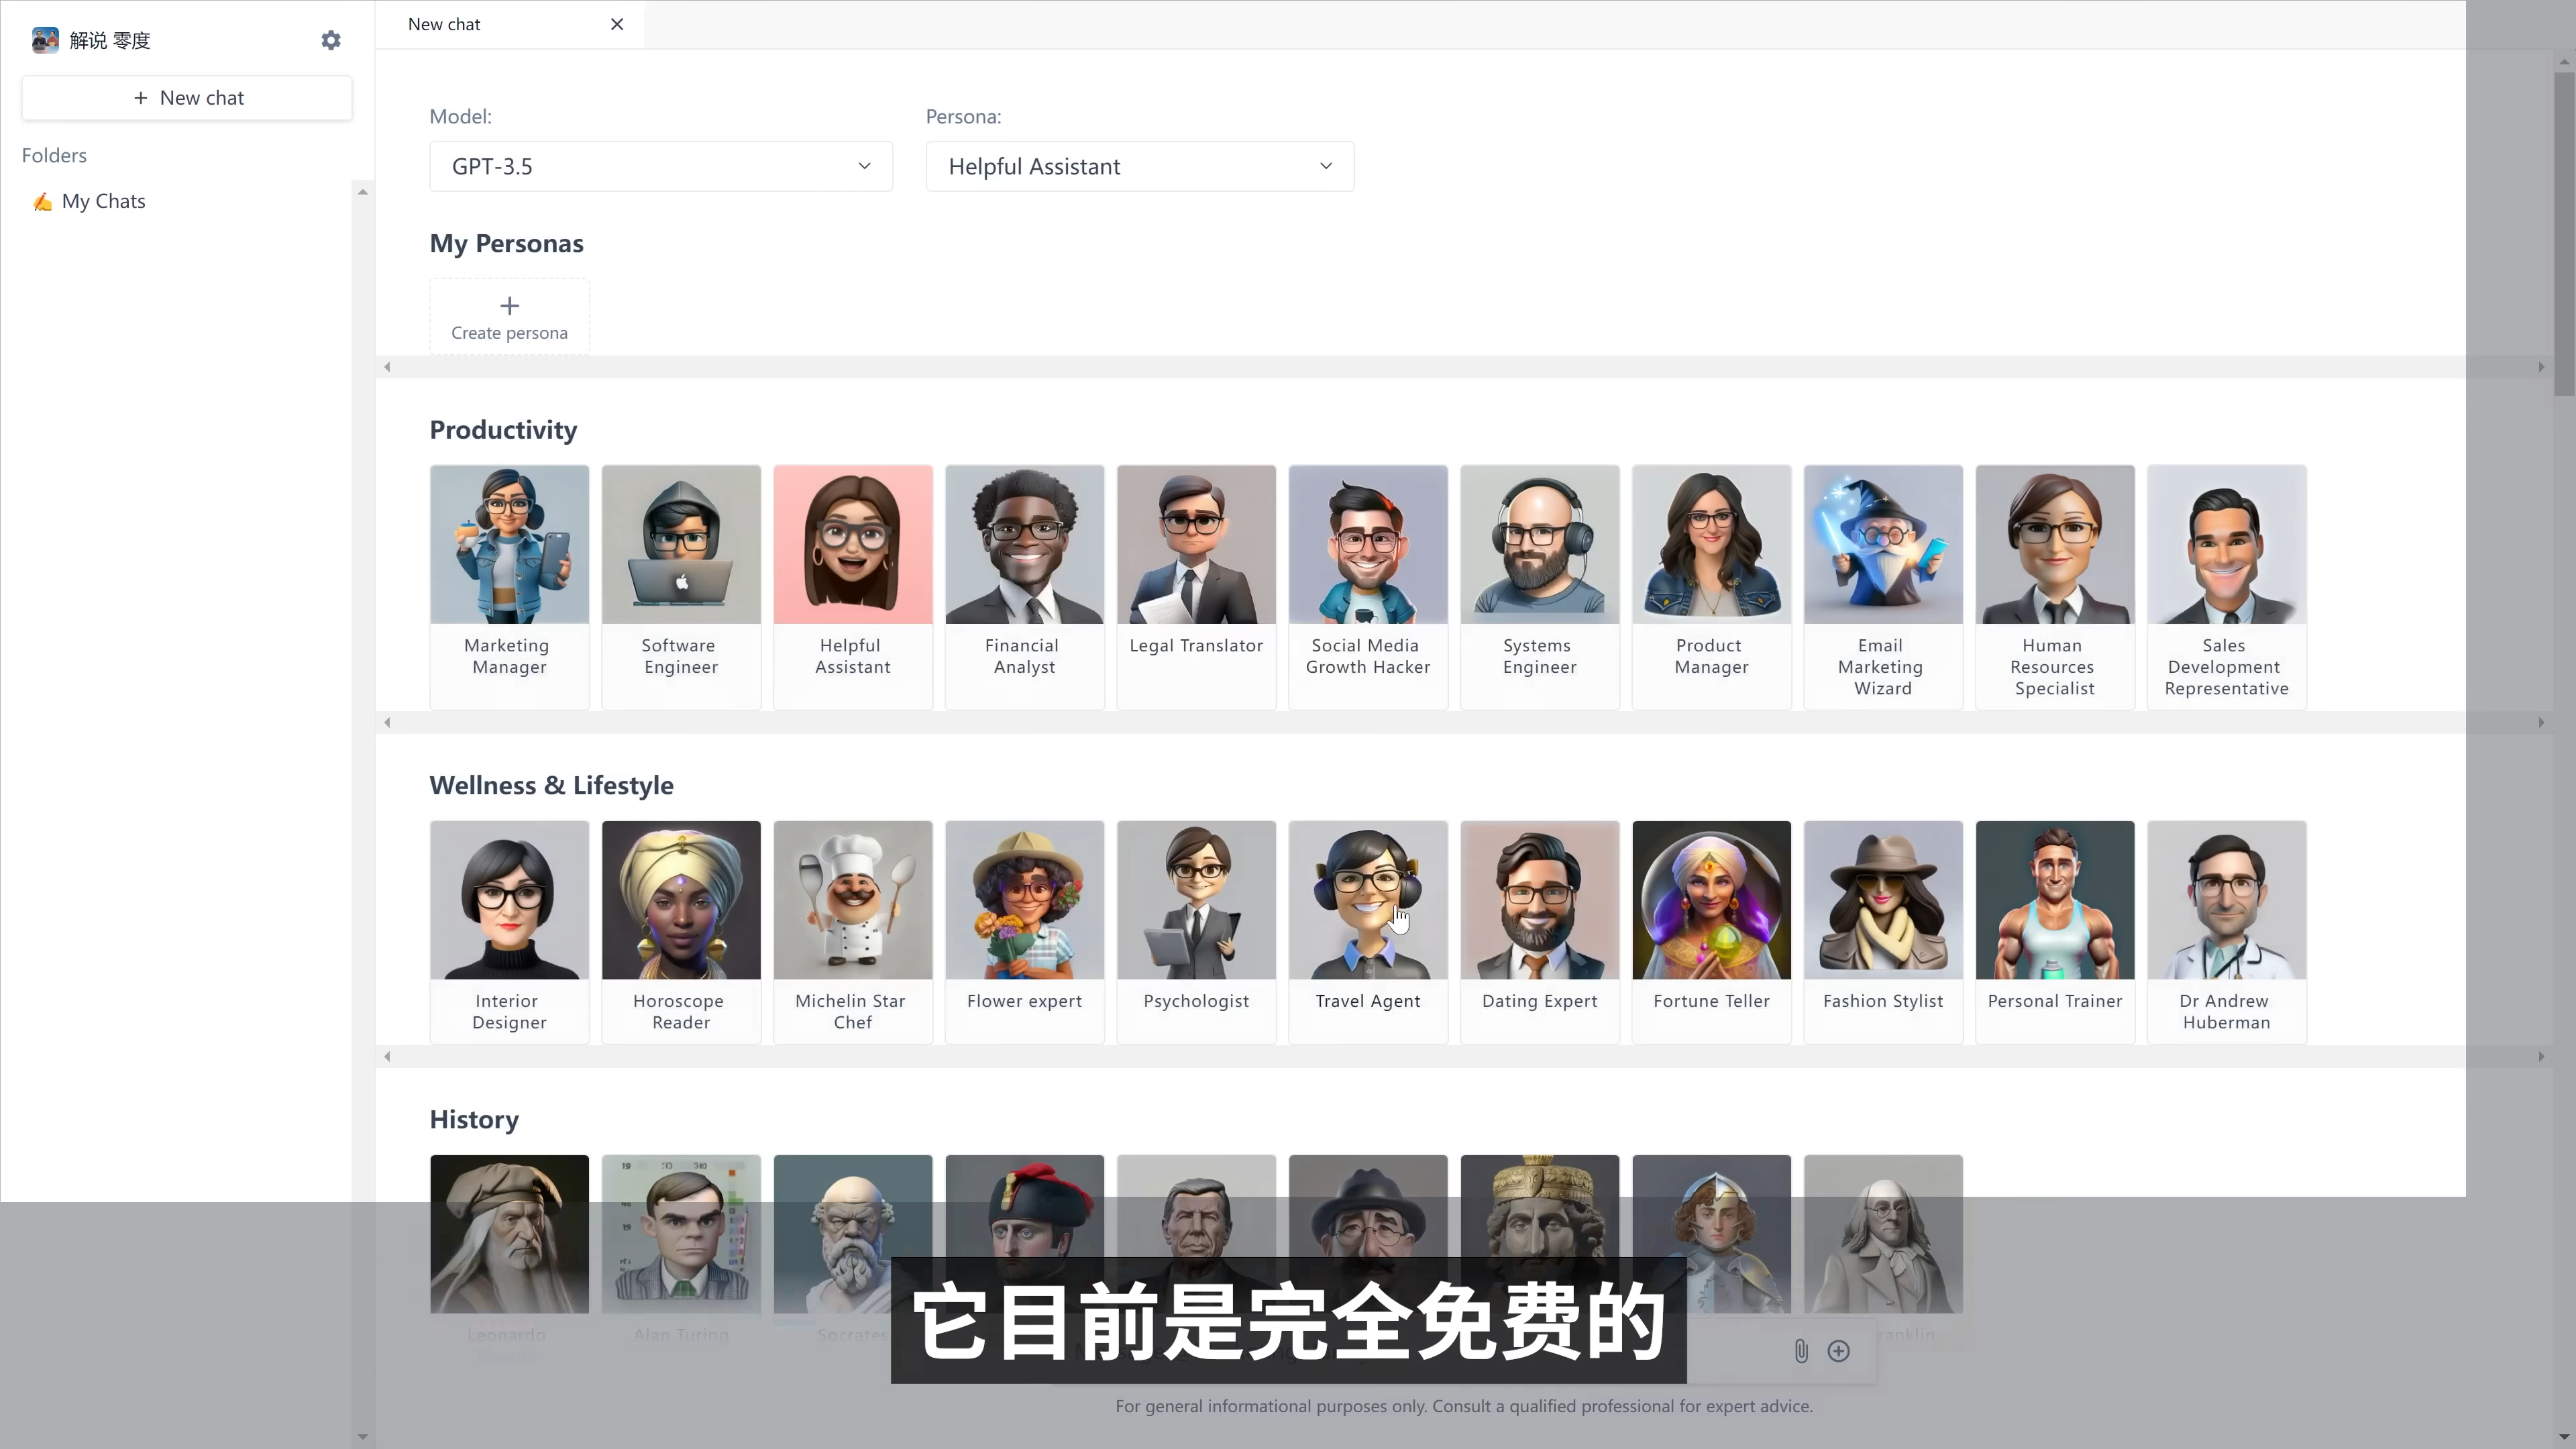 解说 零度
New chat
Folders
My Chats
New chat
Model:
Persona:
GPT-3.5
Helpful Assistant
My Personas
Create persona
Productivity
Marketing
Manager
Software
Engineer
Helpful
Assistant
Financial
Analyst
Legal Translator
Social Media
Growth Hacker
Systems
Engineer
Product
Manager
Email
Marketing
Wizard
Human
Resources
Specialist
Sales
Development
Representative
Wellness & Lifestyle
Interior
Designer
Horoscope
Reader
Michelin Star
Chef
Flower expert
Psychologist
Travel Agent
Dating Expert
Fortune Teller
Fashion Stylist
Personal Trainer
Dr Andrew
Huberman
History
Leonardo
Alan Turing
Socrates
它目前是完全免费的
For general informational purposes only. Consult a qualified professional for expert advice.